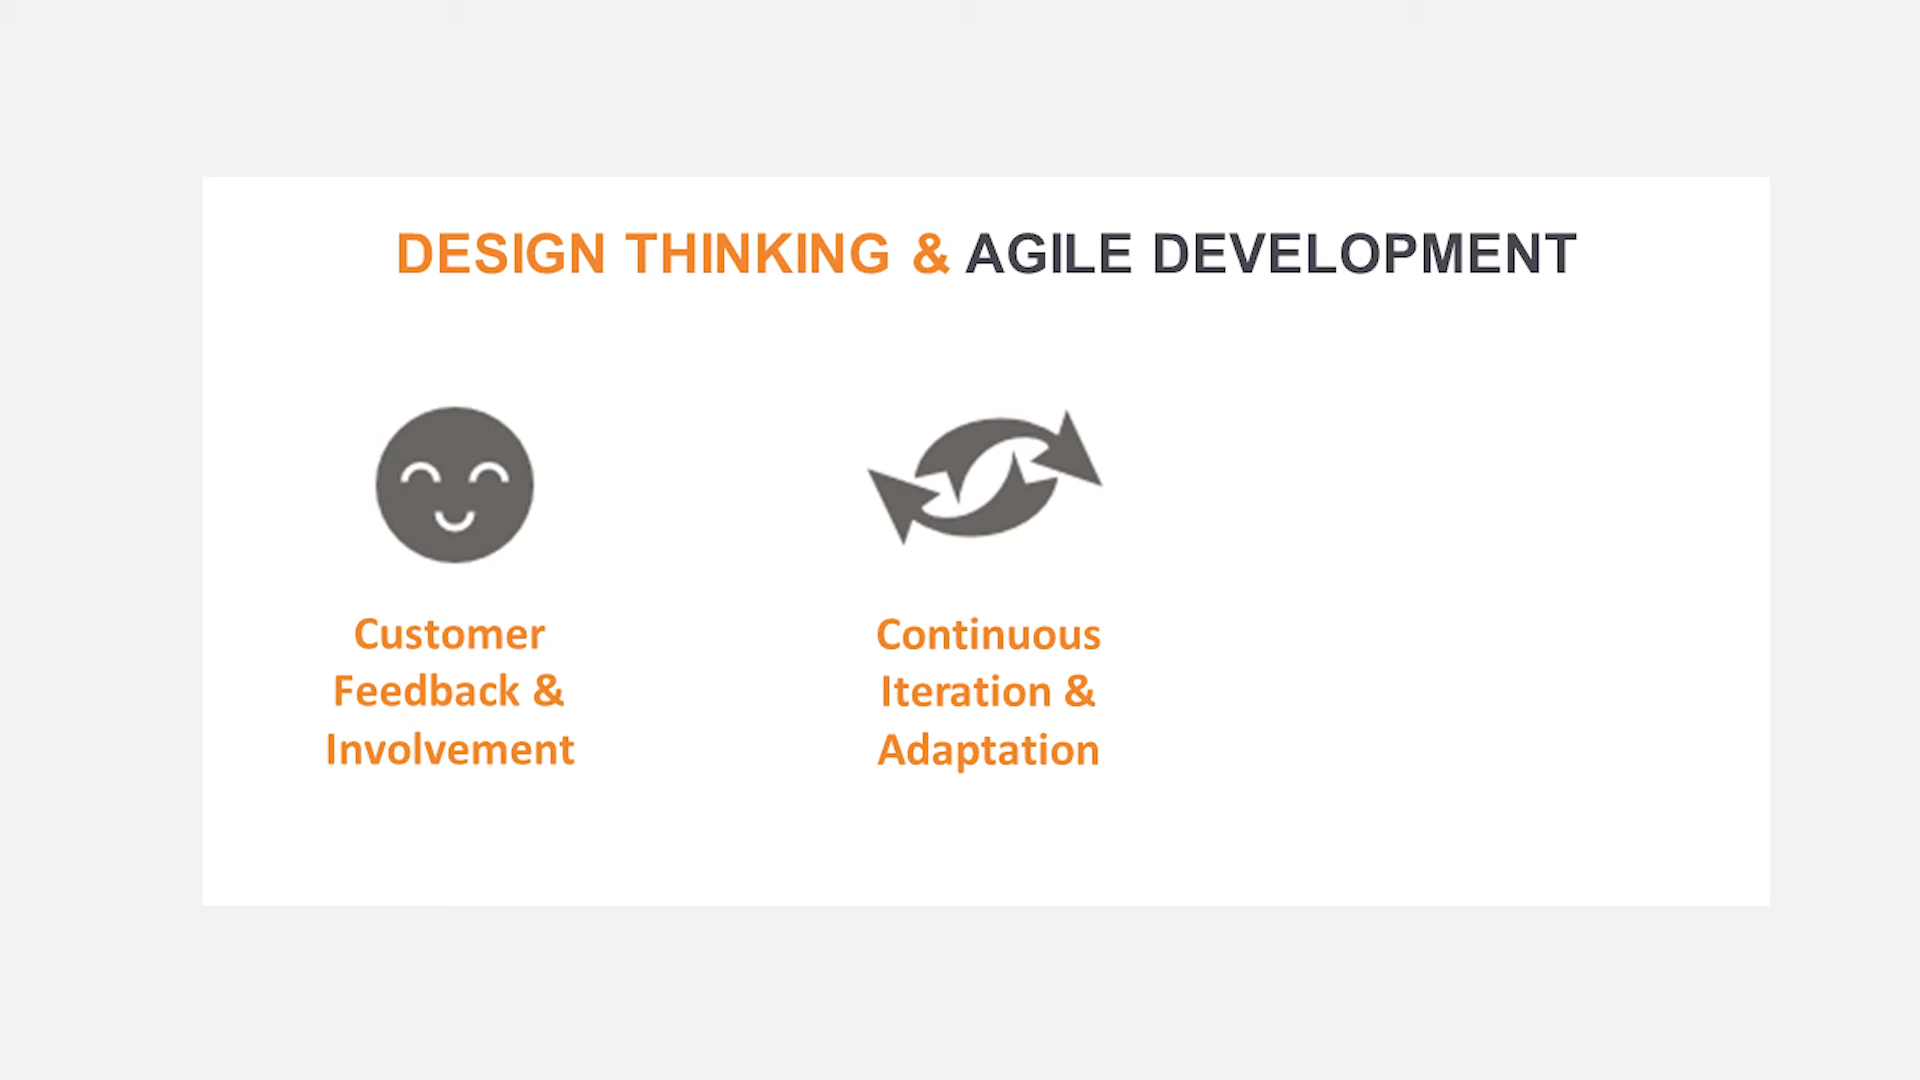 DESIGN THINKING & AGILE DEVELOPMENT
Customer
Feedback &
Involvement
Continuous
Iteration &
Adaptation